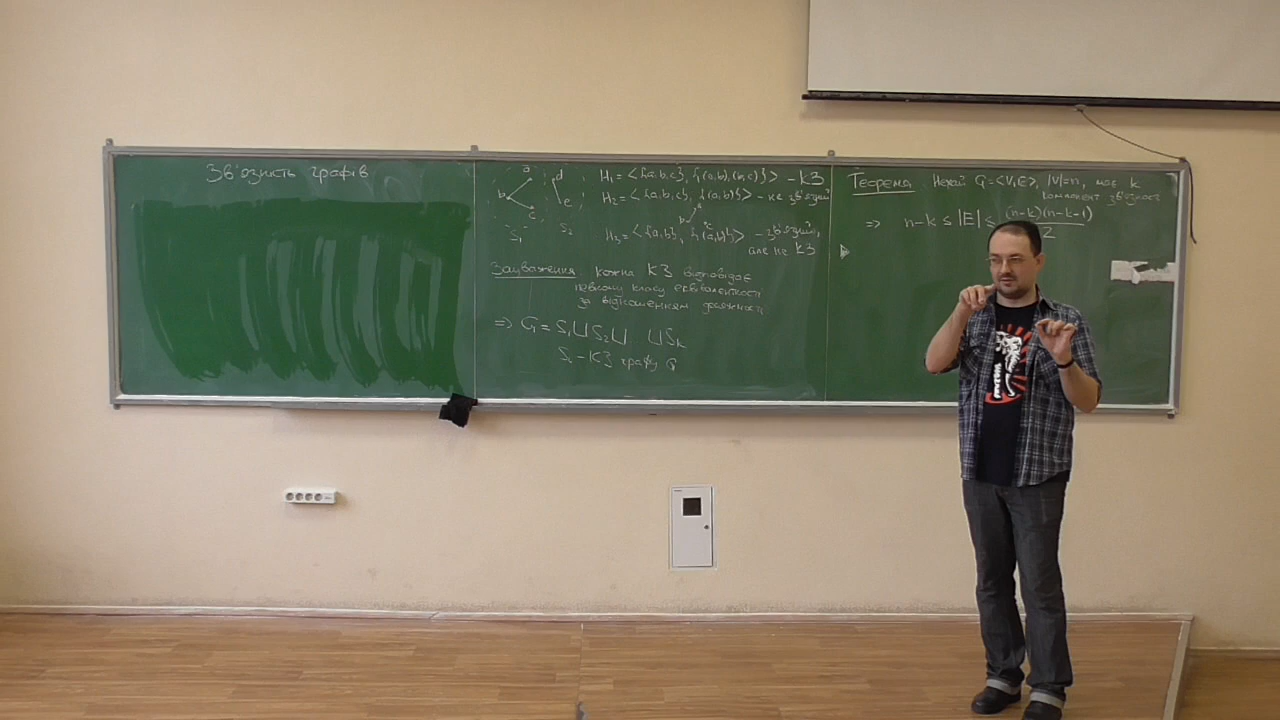 Зв'язність графів
a d
b e
c
S₁ S₂
H₁ = <{a,b,c}, {(a,b),(b,c)}> – КЗ
H₂ = <{a,b,c}, {(a,b)}> – не зв'язний
H₃ = <{a,b}, {(a,b)}> – зв'язний,
але не КЗ
Зауваження кожна КЗ відповідає
певному класу еквівалентності
за відношенням досяжності
⇒ G = S₁⊔S₂⊔ ⊔Sₖ
Sᵢ – КЗ графу G
Теорема Нехай G=<V,E>, |V|=n, має k
компонент зв'язності
⇒ n-k ≤ |E| ≤ (n-k)(n-k-1)/2